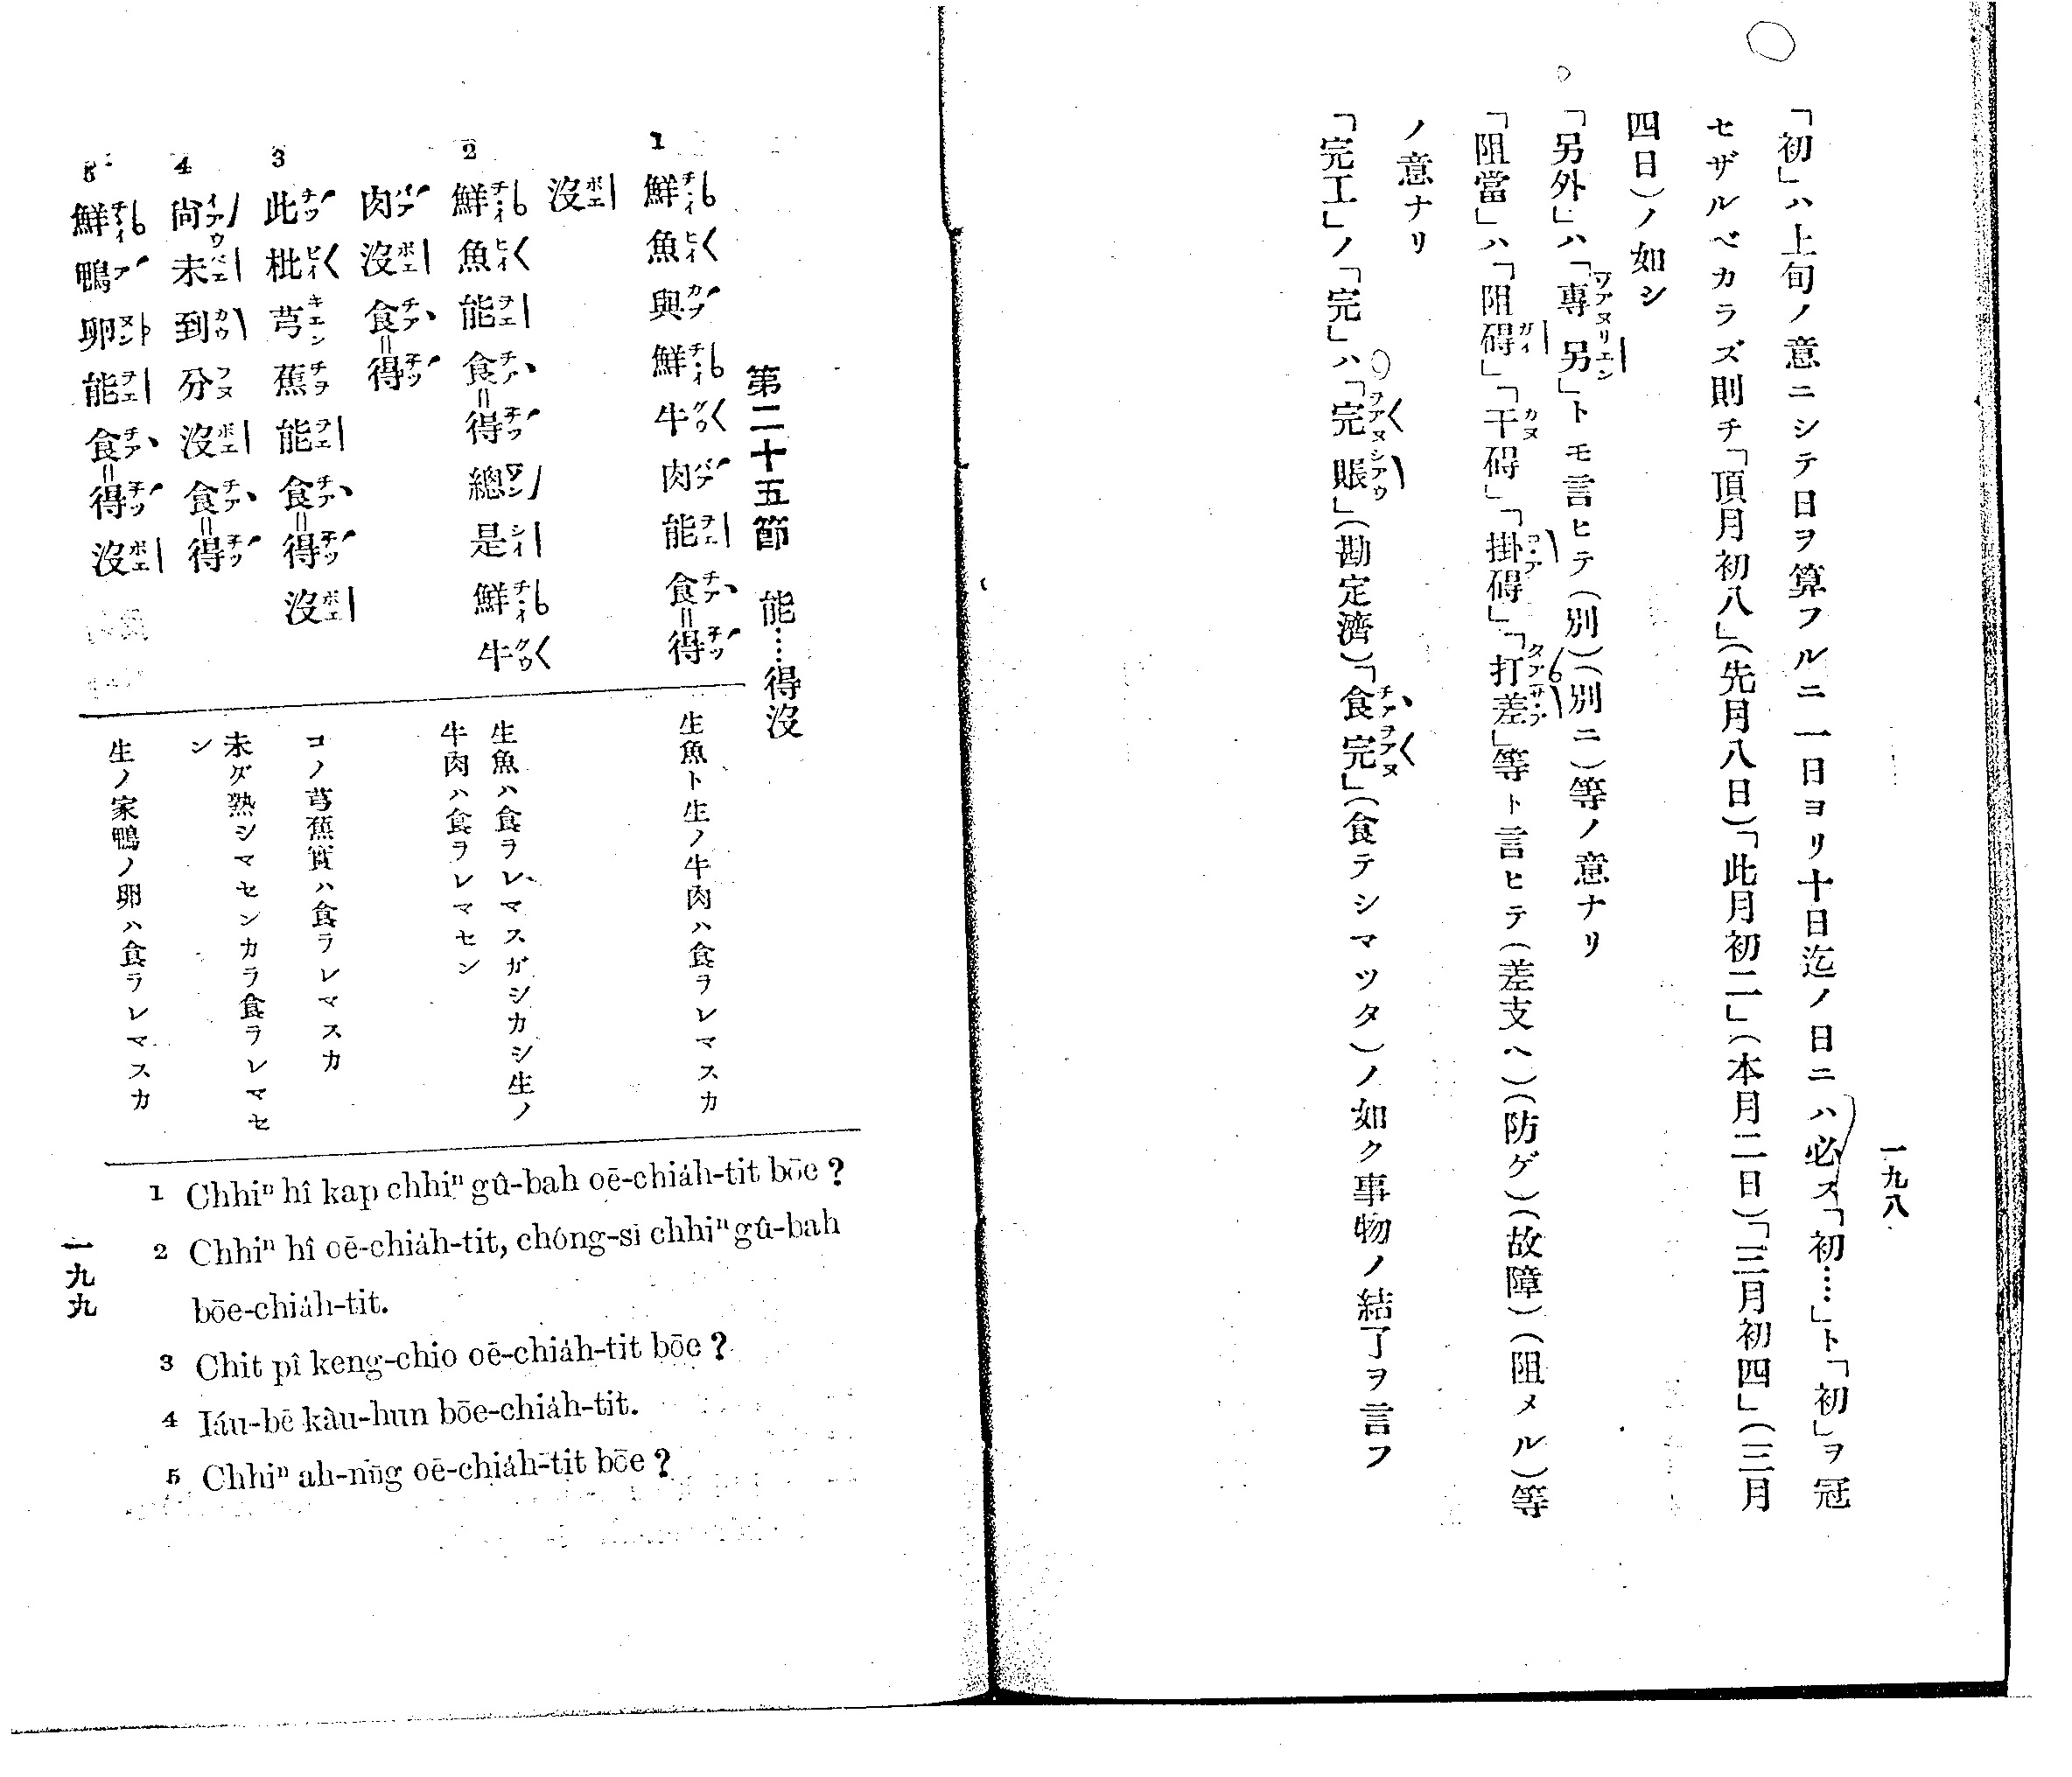 一九八
「初」ハ上旬ノ意ニシテ日ヲ算フルニ一日ヨリ十日迄ノ日ニハ必ス「初……」ト「初」ヲ冠
セザルベカラズ則チ「頂月初八」(先月八日)「此月初二」(本月二日)「三月初四」(三月
四日)ノ如シ
「另外」ハ「專另」トモ言ヒテ(別)(別ニ)等ノ意ナリ
「阻當」ハ「阻碍」「干碍」「掛碍」「打差」等ト言ヒテ(差支ヘ)(防ゲ)(故障)(阻メル)等
ノ意ナリ
「完工」ノ「完」ハ「完賬」(勘定濟)「食完」(食テシマツタ)ノ如ク事物ノ結了ヲ言フ
第二十五節 能……得沒
1 鮮魚與鮮牛肉能食=得
沒
2 鮮魚能食=得總是鮮牛
肉沒食=得
3 此枇芎蕉能食=得沒
4 尙未到分沒食=得
5 鮮鴨卵能食=得沒
生魚ト生ノ牛肉ハ食ヲレマスカ
生魚ハ食ヲレマスガシカシ生ノ
牛肉ハ食ヲレマセン
コノ芎蕉實ハ食ラレマスカ
未ダ熟シマセンカラ食ラレマセ
ン
生ノ家鴨ノ卵ハ食ラレマスカ
1 Chhiⁿ hî kap chhiⁿ gû-bah oē-chia̍h-tit bōe?
2 Chhiⁿ hî oē-chia̍h-tit, chóng-sī chhiⁿ gû-bah
bōe-chia̍h-tit.
3 Chit pî keng-chio oē-chia̍h-tit bōe?
4 Iáu-bē kàu-hun bōe-chia̍h-tit.
5 Chhiⁿ ah-nn̄g oē-chia̍h-tit bōe?
一九九